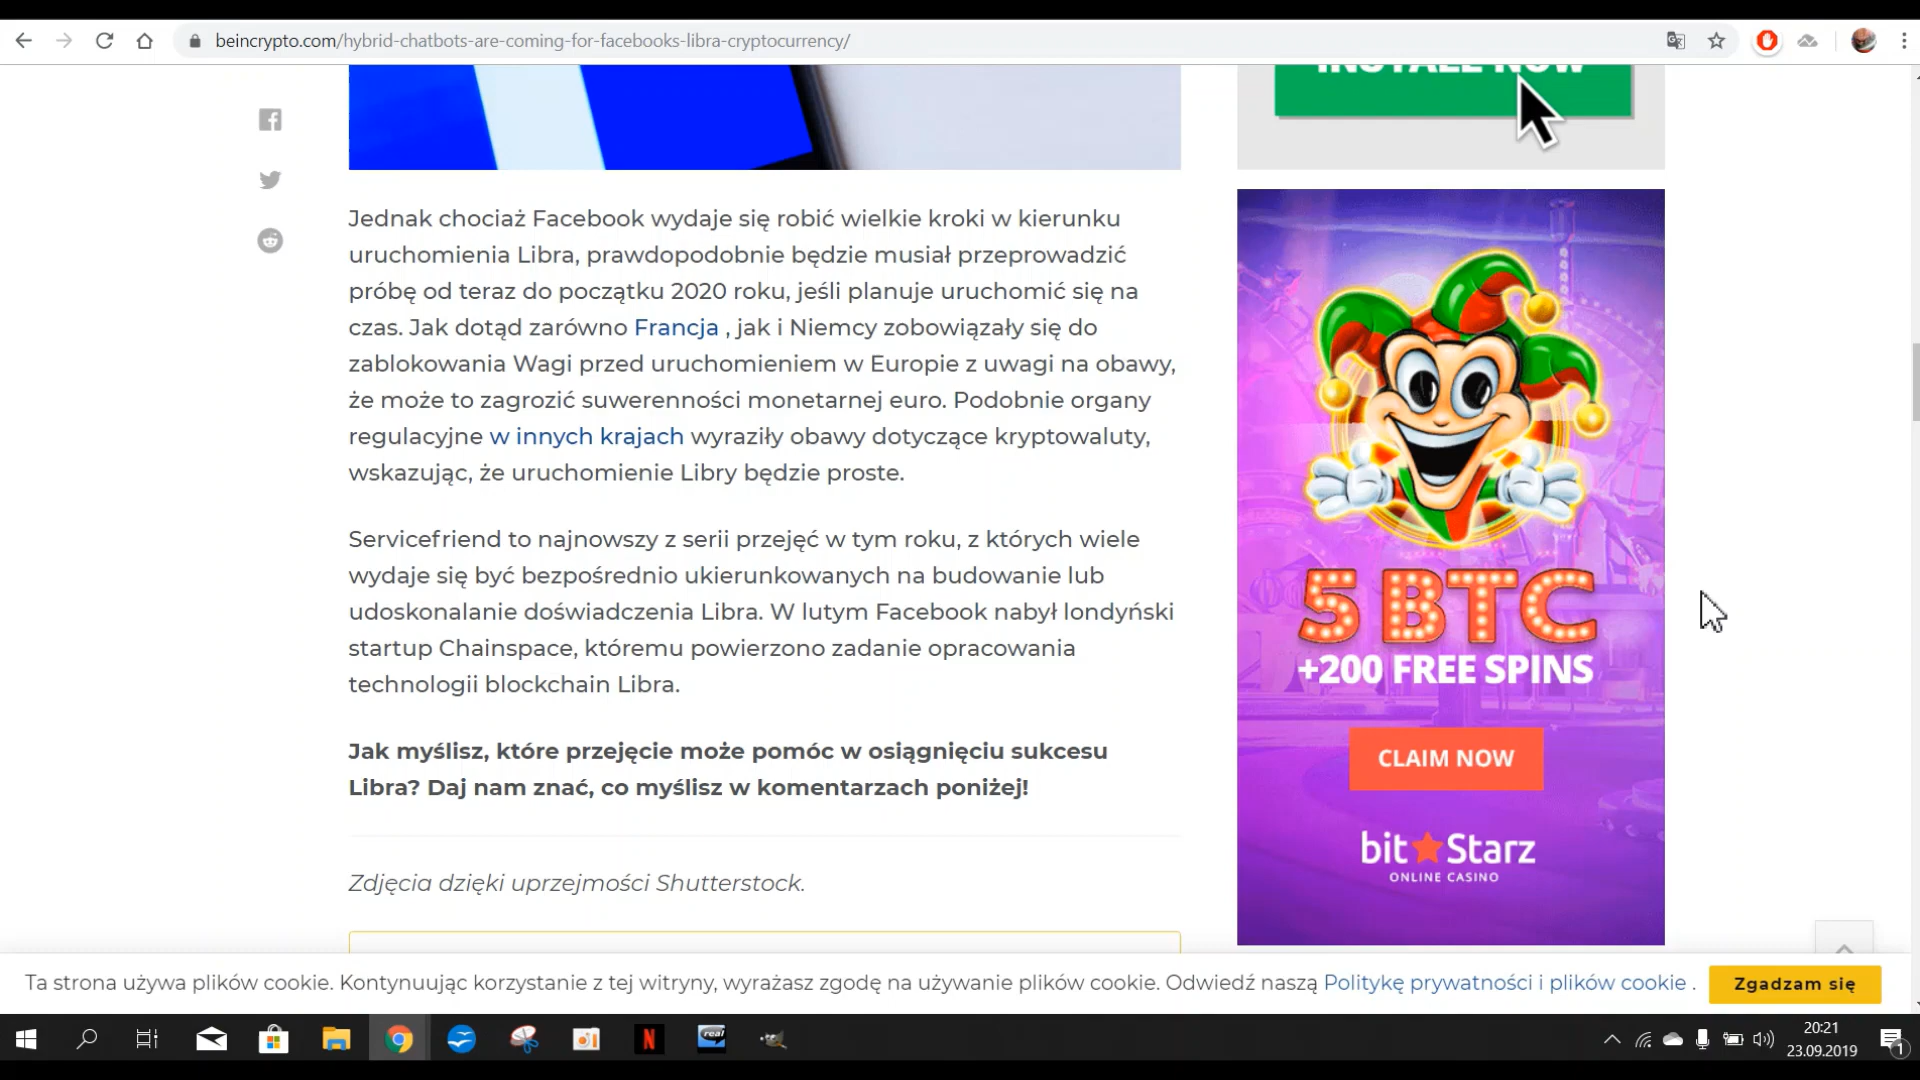 beincrypto.com/hybrid-chatbots-are-coming-for-facebooks-libra-cryptocurrency/
INSTALL NOW
Jednak chociaż Facebook wydaje się robić wielkie kroki w kierunku
uruchomienia Libra, prawdopodobnie będzie musiał przeprowadzić
próbę od teraz do początku 2020 roku, jeśli planuje uruchomić się na
czas. Jak dotąd zarówno Francja , jak i Niemcy zobowiązały się do
zablokowania Wagi przed uruchomieniem w Europie z uwagi na obawy,
że może to zagrozić suwerenności monetarnej euro. Podobnie organy
regulacyjne w innych krajach wyraziły obawy dotyczące kryptowaluty,
wskazując, że uruchomienie Libry będzie proste.
Servicefriend to najnowszy z serii przejęć w tym roku, z których wiele
wydaje się być bezpośrednio ukierunkowanych na budowanie lub
udoskonalanie doświadczenia Libra. W lutym Facebook nabył londyński
startup Chainspace, któremu powierzono zadanie opracowania
technologii blockchain Libra.
Jak myślisz, które przejęcie może pomóc w osiągnięciu sukcesu
Libra? Daj nam znać, co myślisz w komentarzach poniżej!
Zdjęcia dzięki uprzejmości Shutterstock.
5 BTC
+200 FREE SPINS
CLAIM NOW
bit Starz
ONLINE CASINO
Ta strona używa plików cookie. Kontynuując korzystanie z tej witryny, wyrażasz zgodę na używanie plików cookie. Odwiedź naszą Politykę prywatności i plików cookie .
Zgadzam się
N
real
20:21
23.09.2019
1